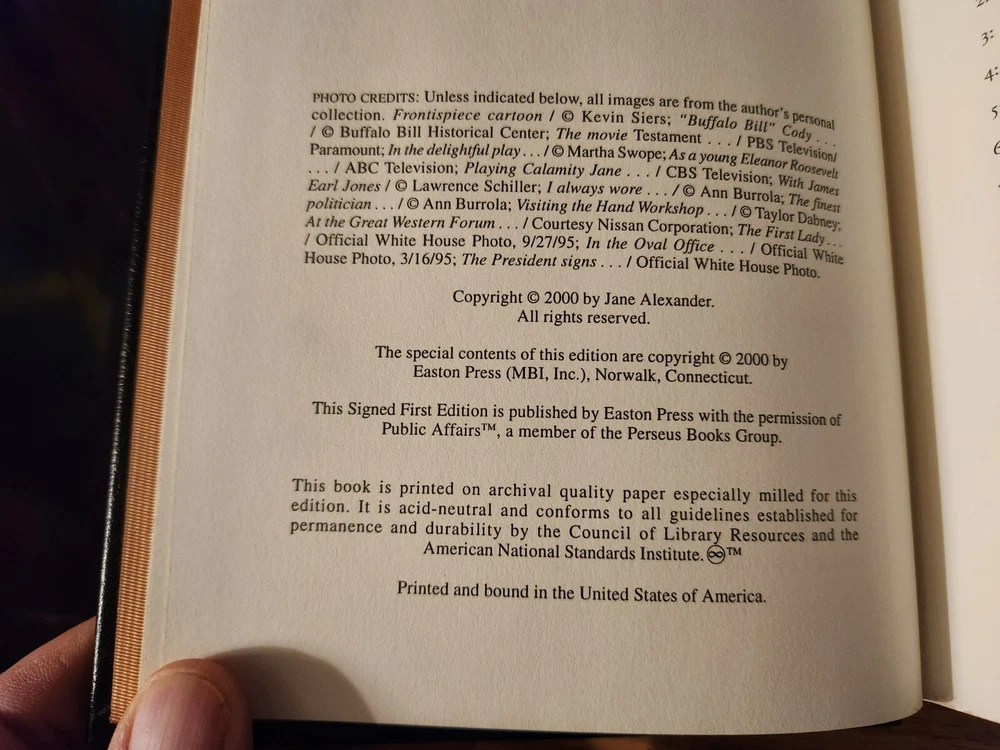 PHOTO CREDITS: Unless indicated below, all images are from the author's personal
collection. Frontispiece cartoon / © Kevin Siers; "Buffalo Bill" Cody . . .
/ © Buffalo Bill Historical Center; The movie Testament . . . / PBS Television/
Paramount; In the delightful play . . . / © Martha Swope; As a young Eleanor Roosevelt
. . . / ABC Television; Playing Calamity Jane . . . / CBS Television; With James
Earl Jones / © Lawrence Schiller; I always wore . . . / © Ann Burrola; The finest
politician . . . / © Ann Burrola; Visiting the Hand Workshop . . . / © Taylor Dabney;
At the Great Western Forum . . . / Courtesy Nissan Corporation; The First Lady . . .
/ Official White House Photo, 9/27/95; In the Oval Office . . . / Official White
House Photo, 3/16/95; The President signs . . . / Official White House Photo.
Copyright © 2000 by Jane Alexander.
All rights reserved.
The special contents of this edition are copyright © 2000 by
Easton Press (MBI, Inc.), Norwalk, Connecticut.
This Signed First Edition is published by Easton Press with the permission of
Public Affairs™, a member of the Perseus Books Group.
This book is printed on archival quality paper especially milled for this
edition. It is acid-neutral and conforms to all guidelines established for
permanence and durability by the Council of Library Resources and the
American National Standards Institute. ♾™
Printed and bound in the United States of America.
3:
4:
5